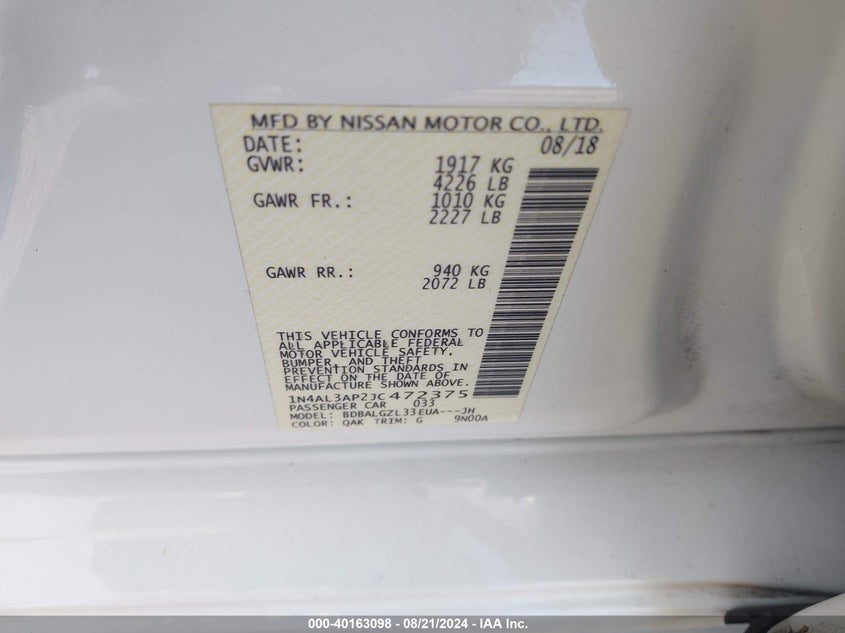 MFD BY NISSAN MOTOR CO., LTD.
DATE: 08/18
GVWR: 1917 KG
4226 LB
GAWR FR.: 1010 KG
2227 LB
GAWR RR.: 940 KG
2072 LB
THIS VEHICLE CONFORMS TO
ALL APPLICABLE FEDERAL
MOTOR VEHICLE SAFETY,
BUMPER, AND THEFT
PREVENTION STANDARDS IN
EFFECT ON THE DATE OF
MANUFACTURE SHOWN ABOVE.
1N4AL3AP2JC472375
PASSENGER CAR 033
MODEL: BDBALGZL33EUA---JH
COLOR: QAK TRIM: G 9N00A
000-40163098 - 08/21/2024 - IAA Inc.